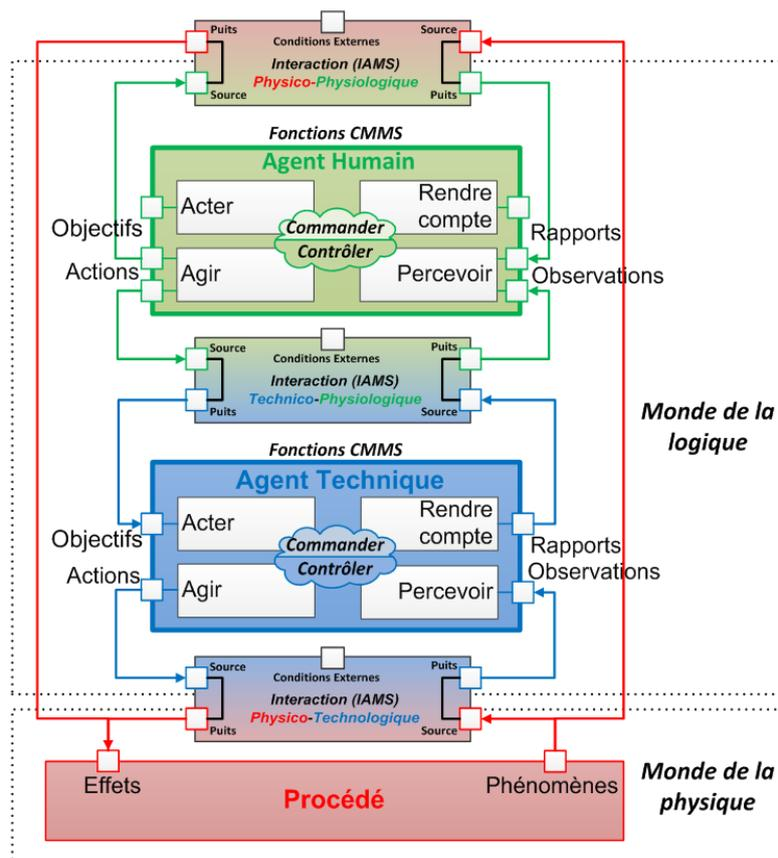 Puits
Source
Conditions Externes
Interaction (IAMS)
Physico-Physiologique
Source
Puits
Fonctions CMMS
Agent Humain
Acter
Rendre
compte
Objectifs
Commander
Contrôler
Rapports
Actions
Agir
Percevoir
Observations
Source
Puits
Conditions Externes
Interaction (IAMS)
Technico-Physiologique
Puits
Source
Monde de la
logique
Fonctions CMMS
Agent Technique
Acter
Rendre
compte
Objectifs
Commander
Contrôler
Rapports
Actions
Agir
Percevoir
Observations
Source
Puits
Conditions Externes
Interaction (IAMS)
Physico-Technologique
Puits
Source
Effets
Procédé
Phénomènes
Monde de la
physique